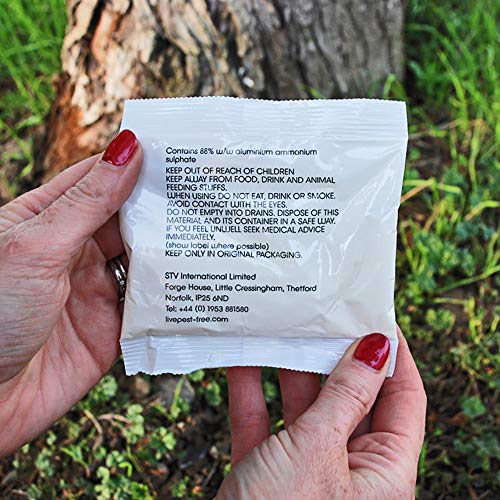 Contains 88% w/w aluminium ammonium
sulphate
KEEP OUT OF REACH OF CHILDREN
KEEP AWAY FROM FOOD, DRINK AND ANIMAL
FEEDING STUFFS.
WHEN USING DO NOT EAT, DRINK OR SMOKE.
AVOID CONTACT WITH THE EYES.
DO NOT EMPTY INTO DRAINS. DISPOSE OF THIS
MATERIAL AND ITS CONTAINER IN A SAFE WAY.
IF YOU FEEL UNWELL SEEK MEDICAL ADVICE
IMMEDIATELY.
(show label where possible)
KEEP ONLY IN ORIGINAL PACKAGING.
STV International Limited
Forge House, Little Cressingham, Thetford
Norfolk, IP25 6ND
Tel: +44 (0) 1953 881580
livepest-free.com